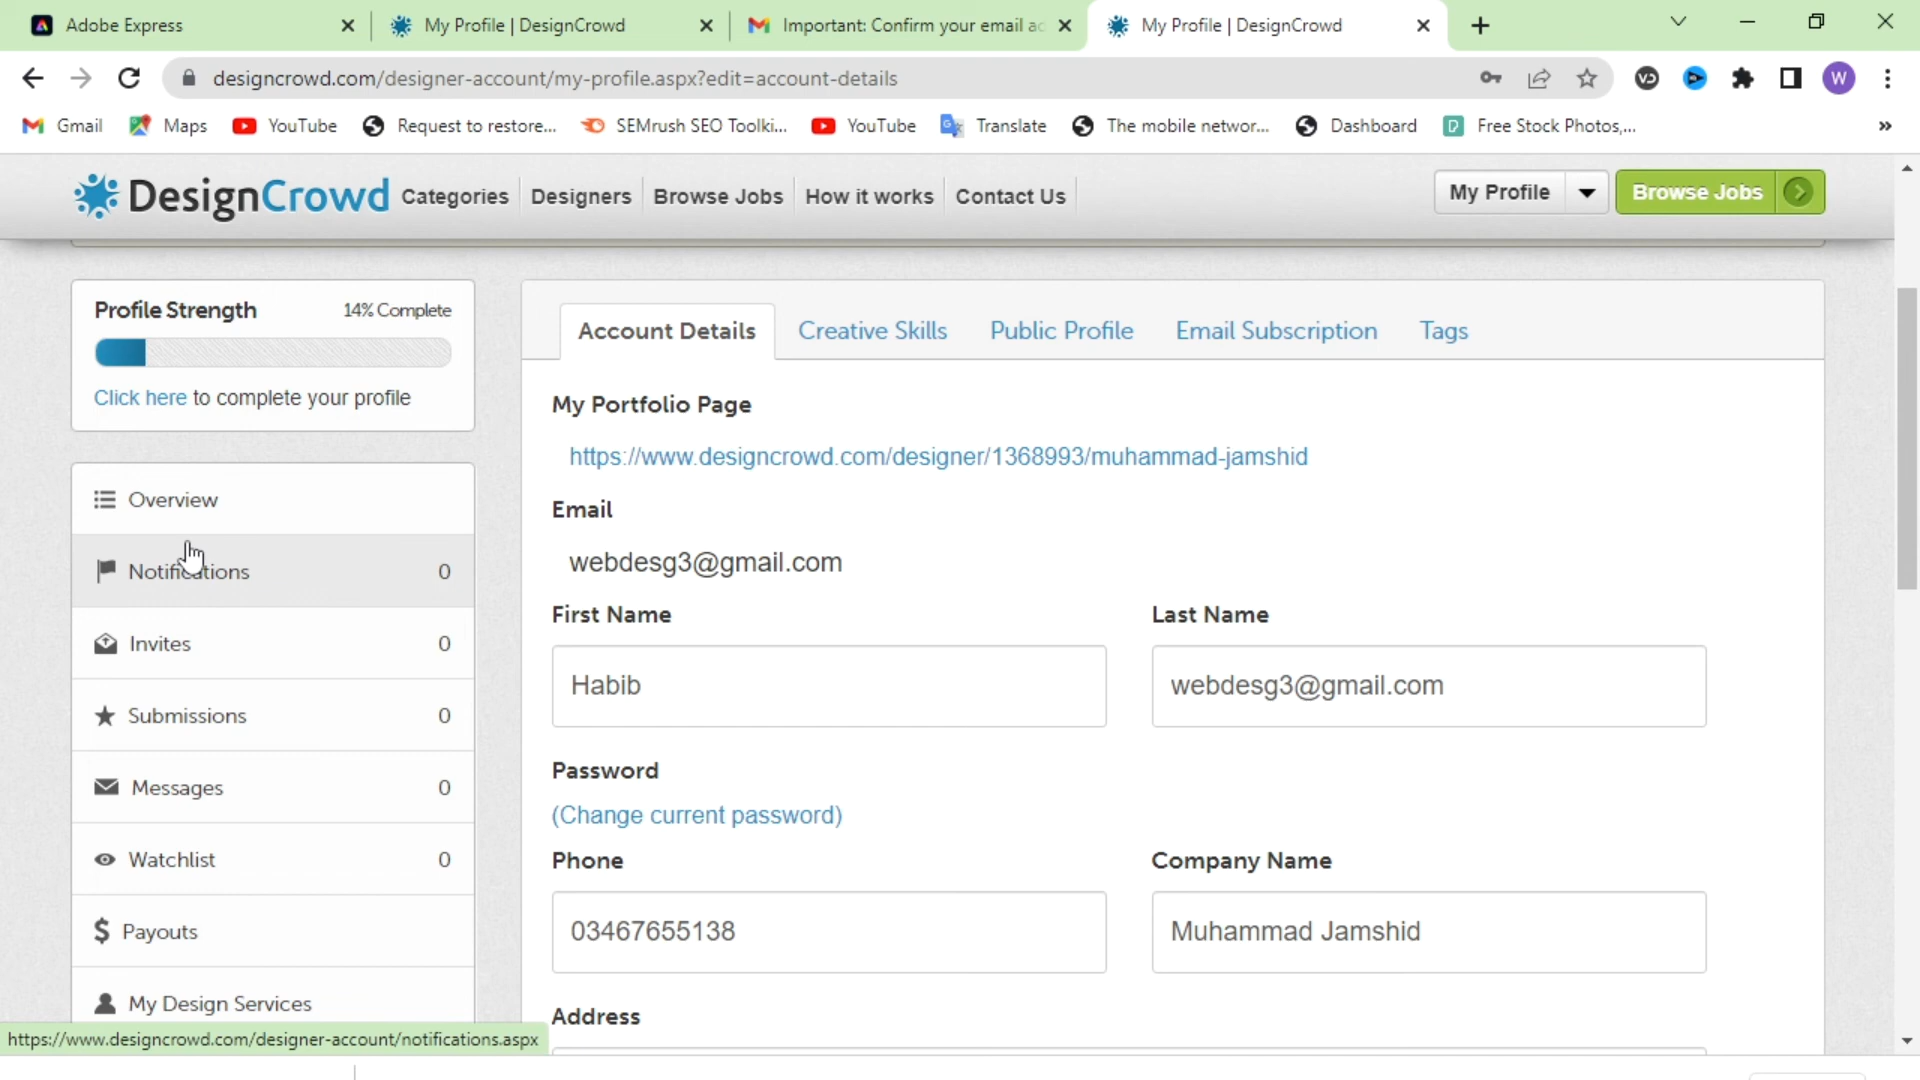 Adobe Express
My Profile | DesignCrowd
Important: Confirm your email ac
My Profile | DesignCrowd
designcrowd.com/designer-account/my-profile.aspx?edit=account-details
W
Gmail
Maps
YouTube
Request to restore...
SEMrush SEO Toolki...
YouTube
Translate
The mobile networ...
Dashboard
Free Stock Photos,...
»
DesignCrowd
Categories
Designers
Browse Jobs
How it works
Contact Us
My Profile
Browse Jobs
Profile Strength
14% Complete
Click here to complete your profile
Overview
Notifications 0
Invites 0
Submissions 0
Messages 0
Watchlist 0
Payouts
My Design Services
Account Details
Creative Skills
Public Profile
Email Subscription
Tags
My Portfolio Page
https://www.designcrowd.com/designer/1368993/muhammad-jamshid
Email
webdesg3@gmail.com
First Name
Last Name
Habib
webdesg3@gmail.com
Password
(Change current password)
Phone
Company Name
03467655138
Muhammad Jamshid
Address
https://www.designcrowd.com/designer-account/notifications.aspx